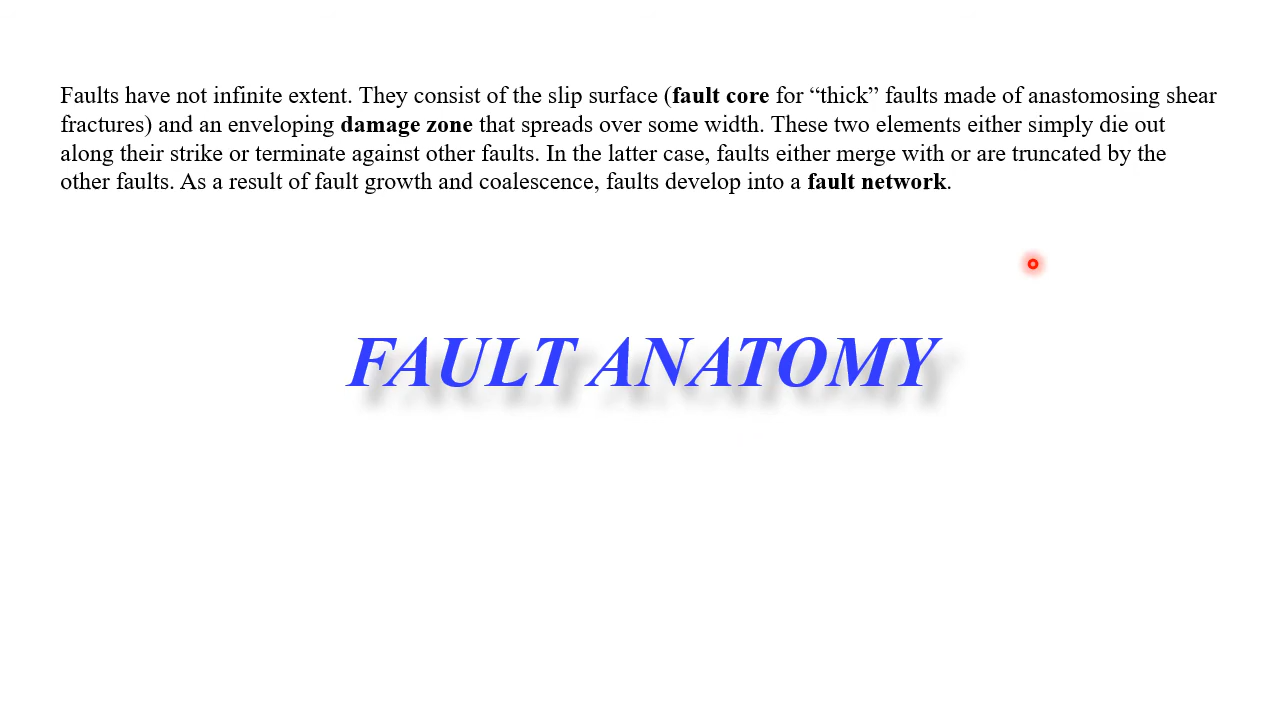 Faults have not infinite extent. They consist of the slip surface (fault core for “thick” faults made of anastomosing shear
fractures) and an enveloping damage zone that spreads over some width. These two elements either simply die out
along their strike or terminate against other faults. In the latter case, faults either merge with or are truncated by the
other faults. As a result of fault growth and coalescence, faults develop into a fault network.
FAULT ANATOMY